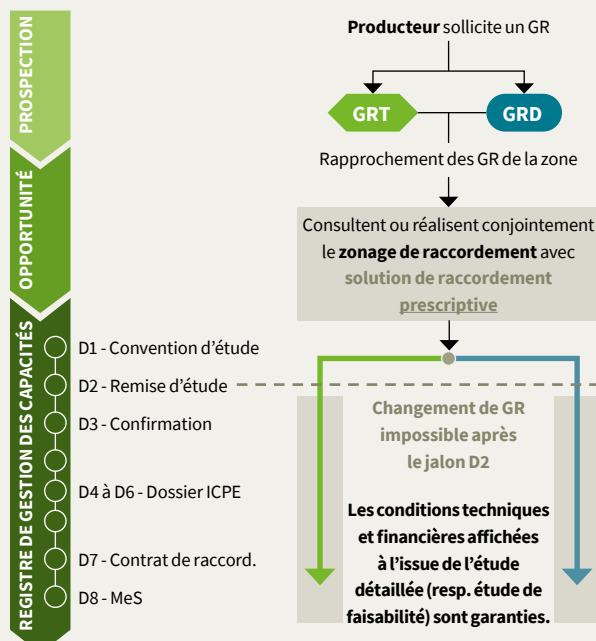 PROSPECTION
Producteur sollicite un GR
GRT
GRD
Rapprochement des GR de la zone
OPPORTUNITÉ
Consultent ou réalisent conjointement
le zonage de raccordement avec
solution de raccordement
prescriptive
REGISTRE DE GESTION DES CAPACITÉS
D1 - Convention d’étude
D2 - Remise d’étude
D3 - Confirmation
D4 à D6 - Dossier ICPE
D7 - Contrat de raccord.
D8 - MeS
Changement de GR
impossible après
le jalon D2
Les conditions techniques
et financières affichées
à l’issue de l’étude
détaillée (resp. étude de
faisabilité) sont garanties.